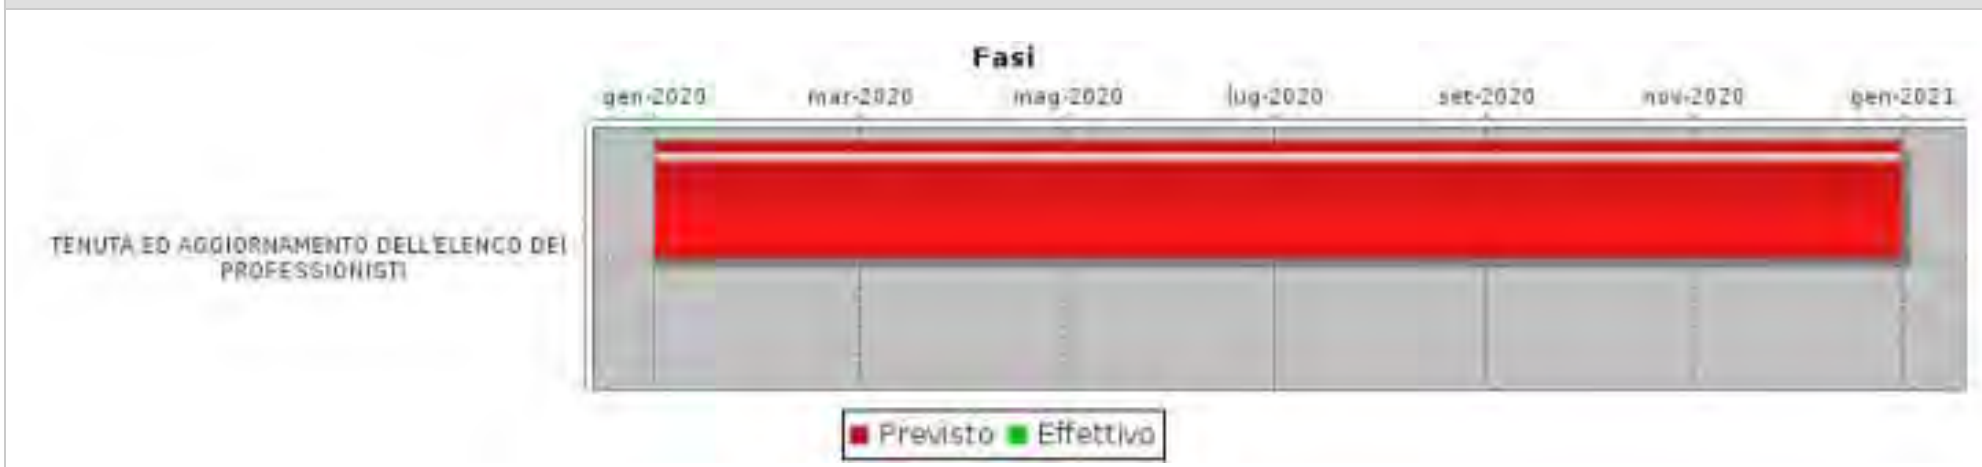 Fasi
gen-2020 mar-2020 mag-2020 lug-2020 set-2020 nov-2020 gen-2021
TENUTA ED AGGIORNAMENTO DELL'ELENCO DEI
PROFESSIONISTI
Previsto Effettivo